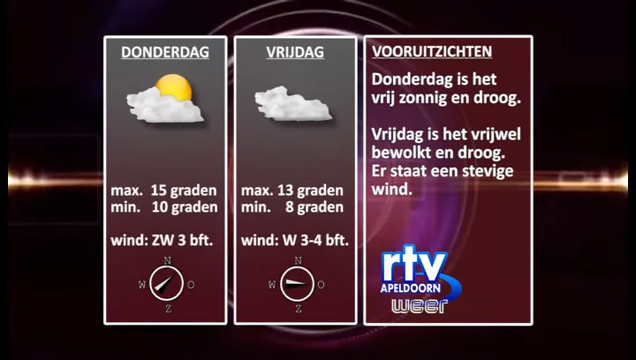 DONDERDAG
max. 15 graden
min. 10 graden
wind: ZW 3 bft.
N
W O
Z
VRIJDAG
max. 13 graden
min. 8 graden
wind: W 3-4 bft.
N
W O
Z
VOORUITZICHTEN
Donderdag is het
vrij zonnig en droog.
Vrijdag is het vrijwel
bewolkt en droog.
Er staat een stevige
wind.
rtv
APELDOORN
weer